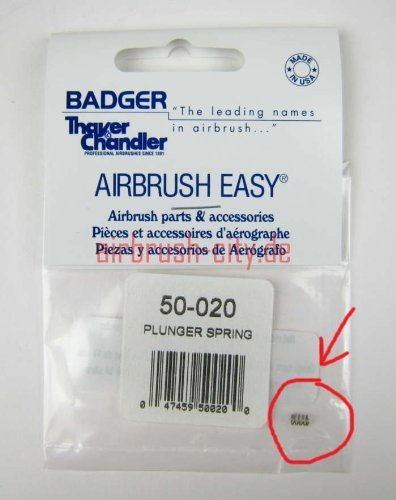 MADE IN USA
BADGER
Thayer & Chandler
PROFESSIONAL AIRBRUSHES SINCE 1891
"The leading names
in airbrush..."
AIRBRUSH EASY®
Airbrush parts & accessories
Pièces et accessoires d'aérographe
Piezas y accesorios de Aerógrafo
airbrush-city.de
50-020
PLUNGER SPRING
0 47459 50020 0